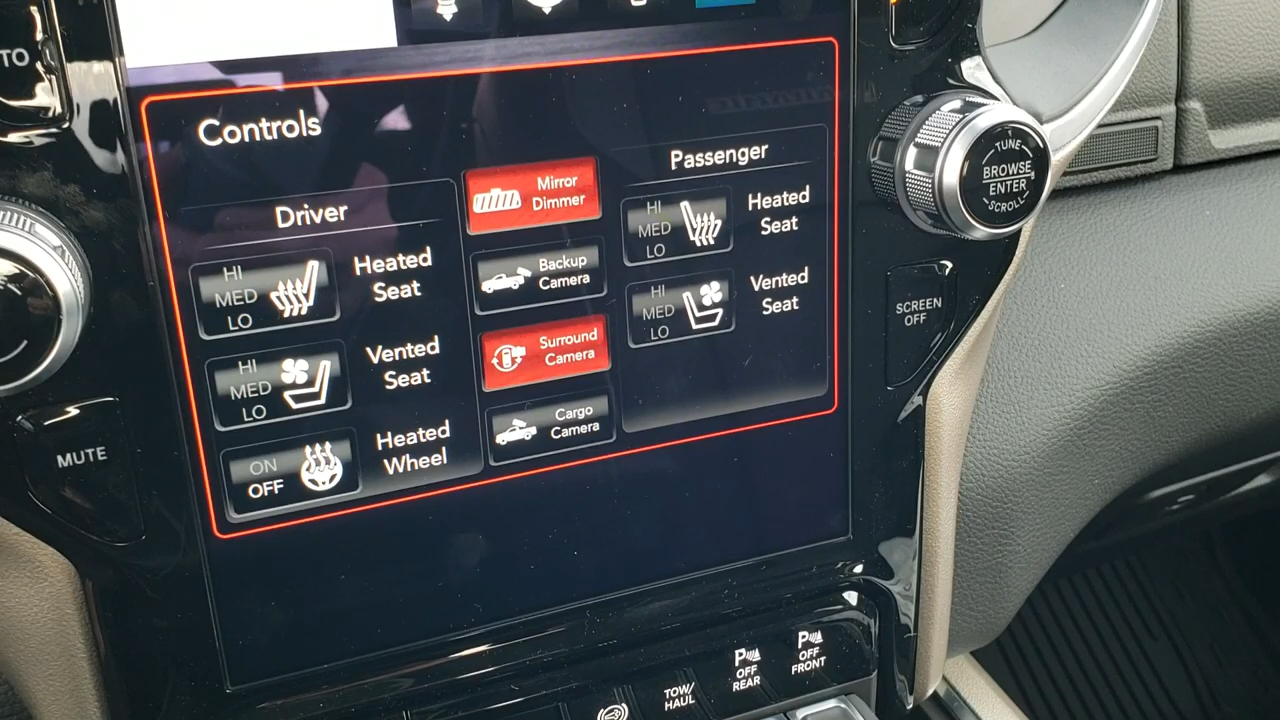 TO
Controls
Driver
HI
MED
LO
Heated
Seat
HI
MED
LO
Vented
Seat
ON
OFF
Heated
Wheel
Mirror
Dimmer
Backup
Camera
Surround
Camera
Cargo
Camera
Passenger
HI
MED
LO
Heated
Seat
HI
MED
LO
Vented
Seat
TUNE
BROWSE
ENTER
SCROLL
SCREEN
OFF
MUTE
TOW/
HAUL
P
OFF
REAR
P
OFF
FRONT